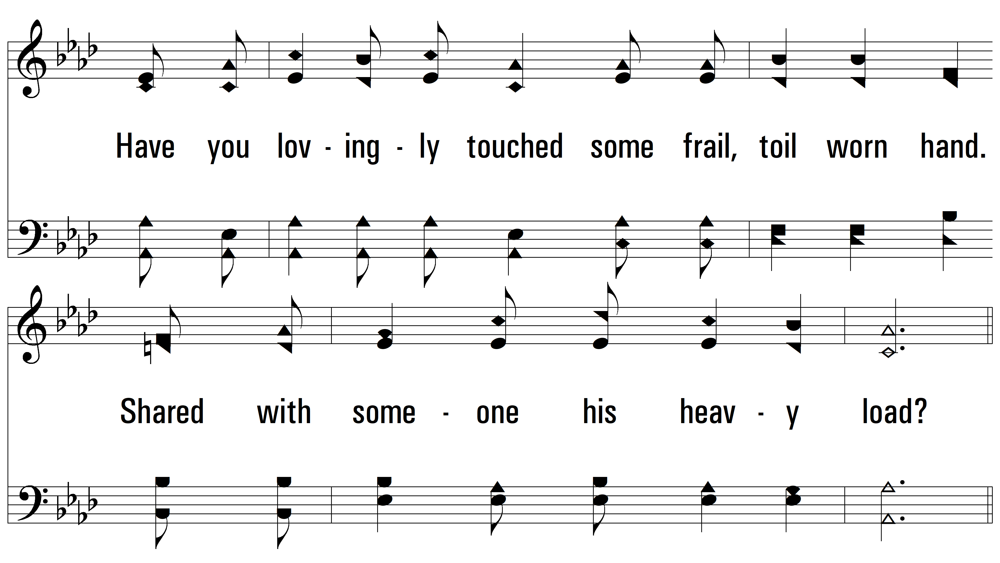 Have you lov - ing - ly touched some frail, toil worn hand.
Shared with some - one his heav - y load?